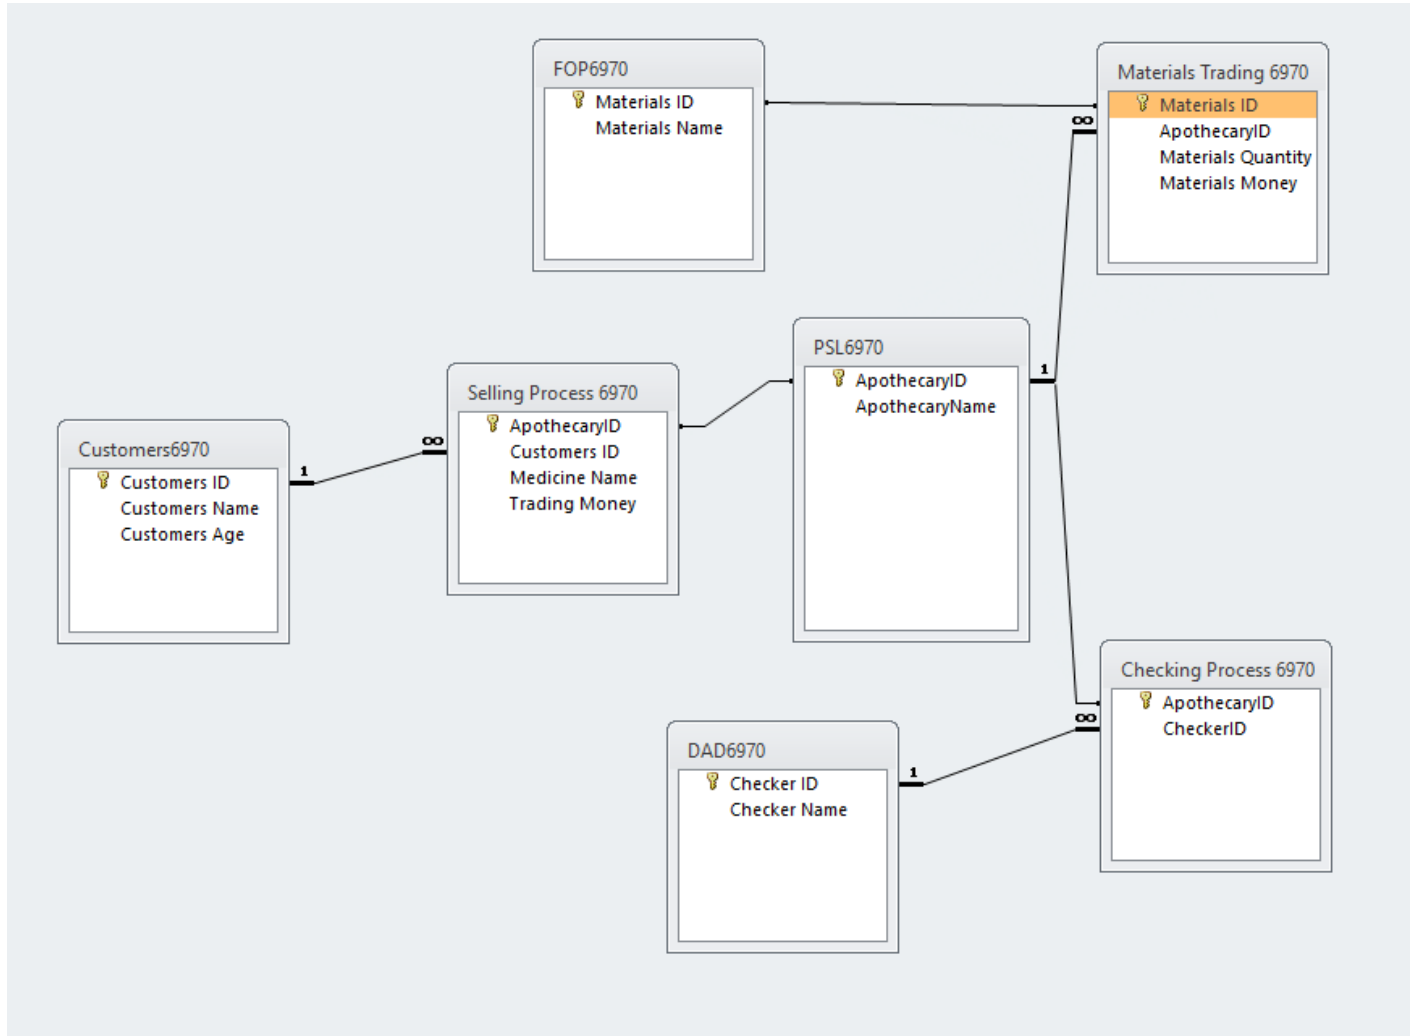 FOP6970
Materials ID
Materials Name
Materials Trading 6970
Materials ID
ApothecaryID
Materials Quantity
Materials Money
∞
PSL6970
ApothecaryID
ApothecaryName
1
Selling Process 6970
ApothecaryID
Customers ID
Medicine Name
Trading Money
∞
Customers6970
Customers ID
Customers Name
Customers Age
1
Checking Process 6970
ApothecaryID
CheckerID
∞
DAD6970
Checker ID
Checker Name
1